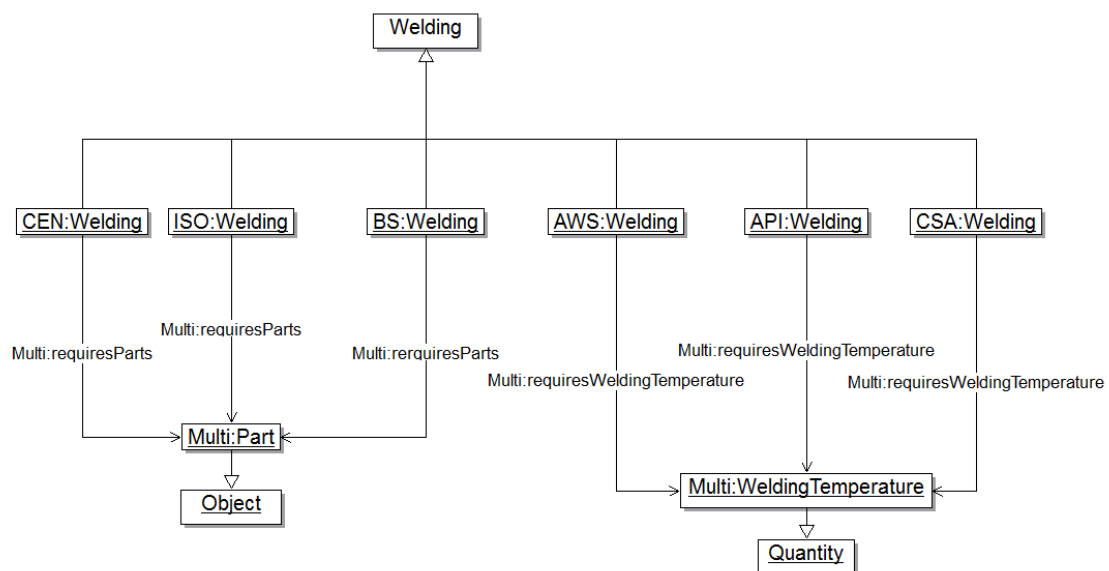 Welding
CEN:Welding
ISO:Welding
BS:Welding
AWS:Welding
API:Welding
CSA:Welding
Multi:requiresParts
Multi:requiresParts
Multi:rerquiresParts
Multi:requiresWeldingTemperature
Multi:requiresWeldingTemperature
Multi:requiresWeldingTemperature
Multi:Part
Multi:WeldingTemperature
Object
Quantity